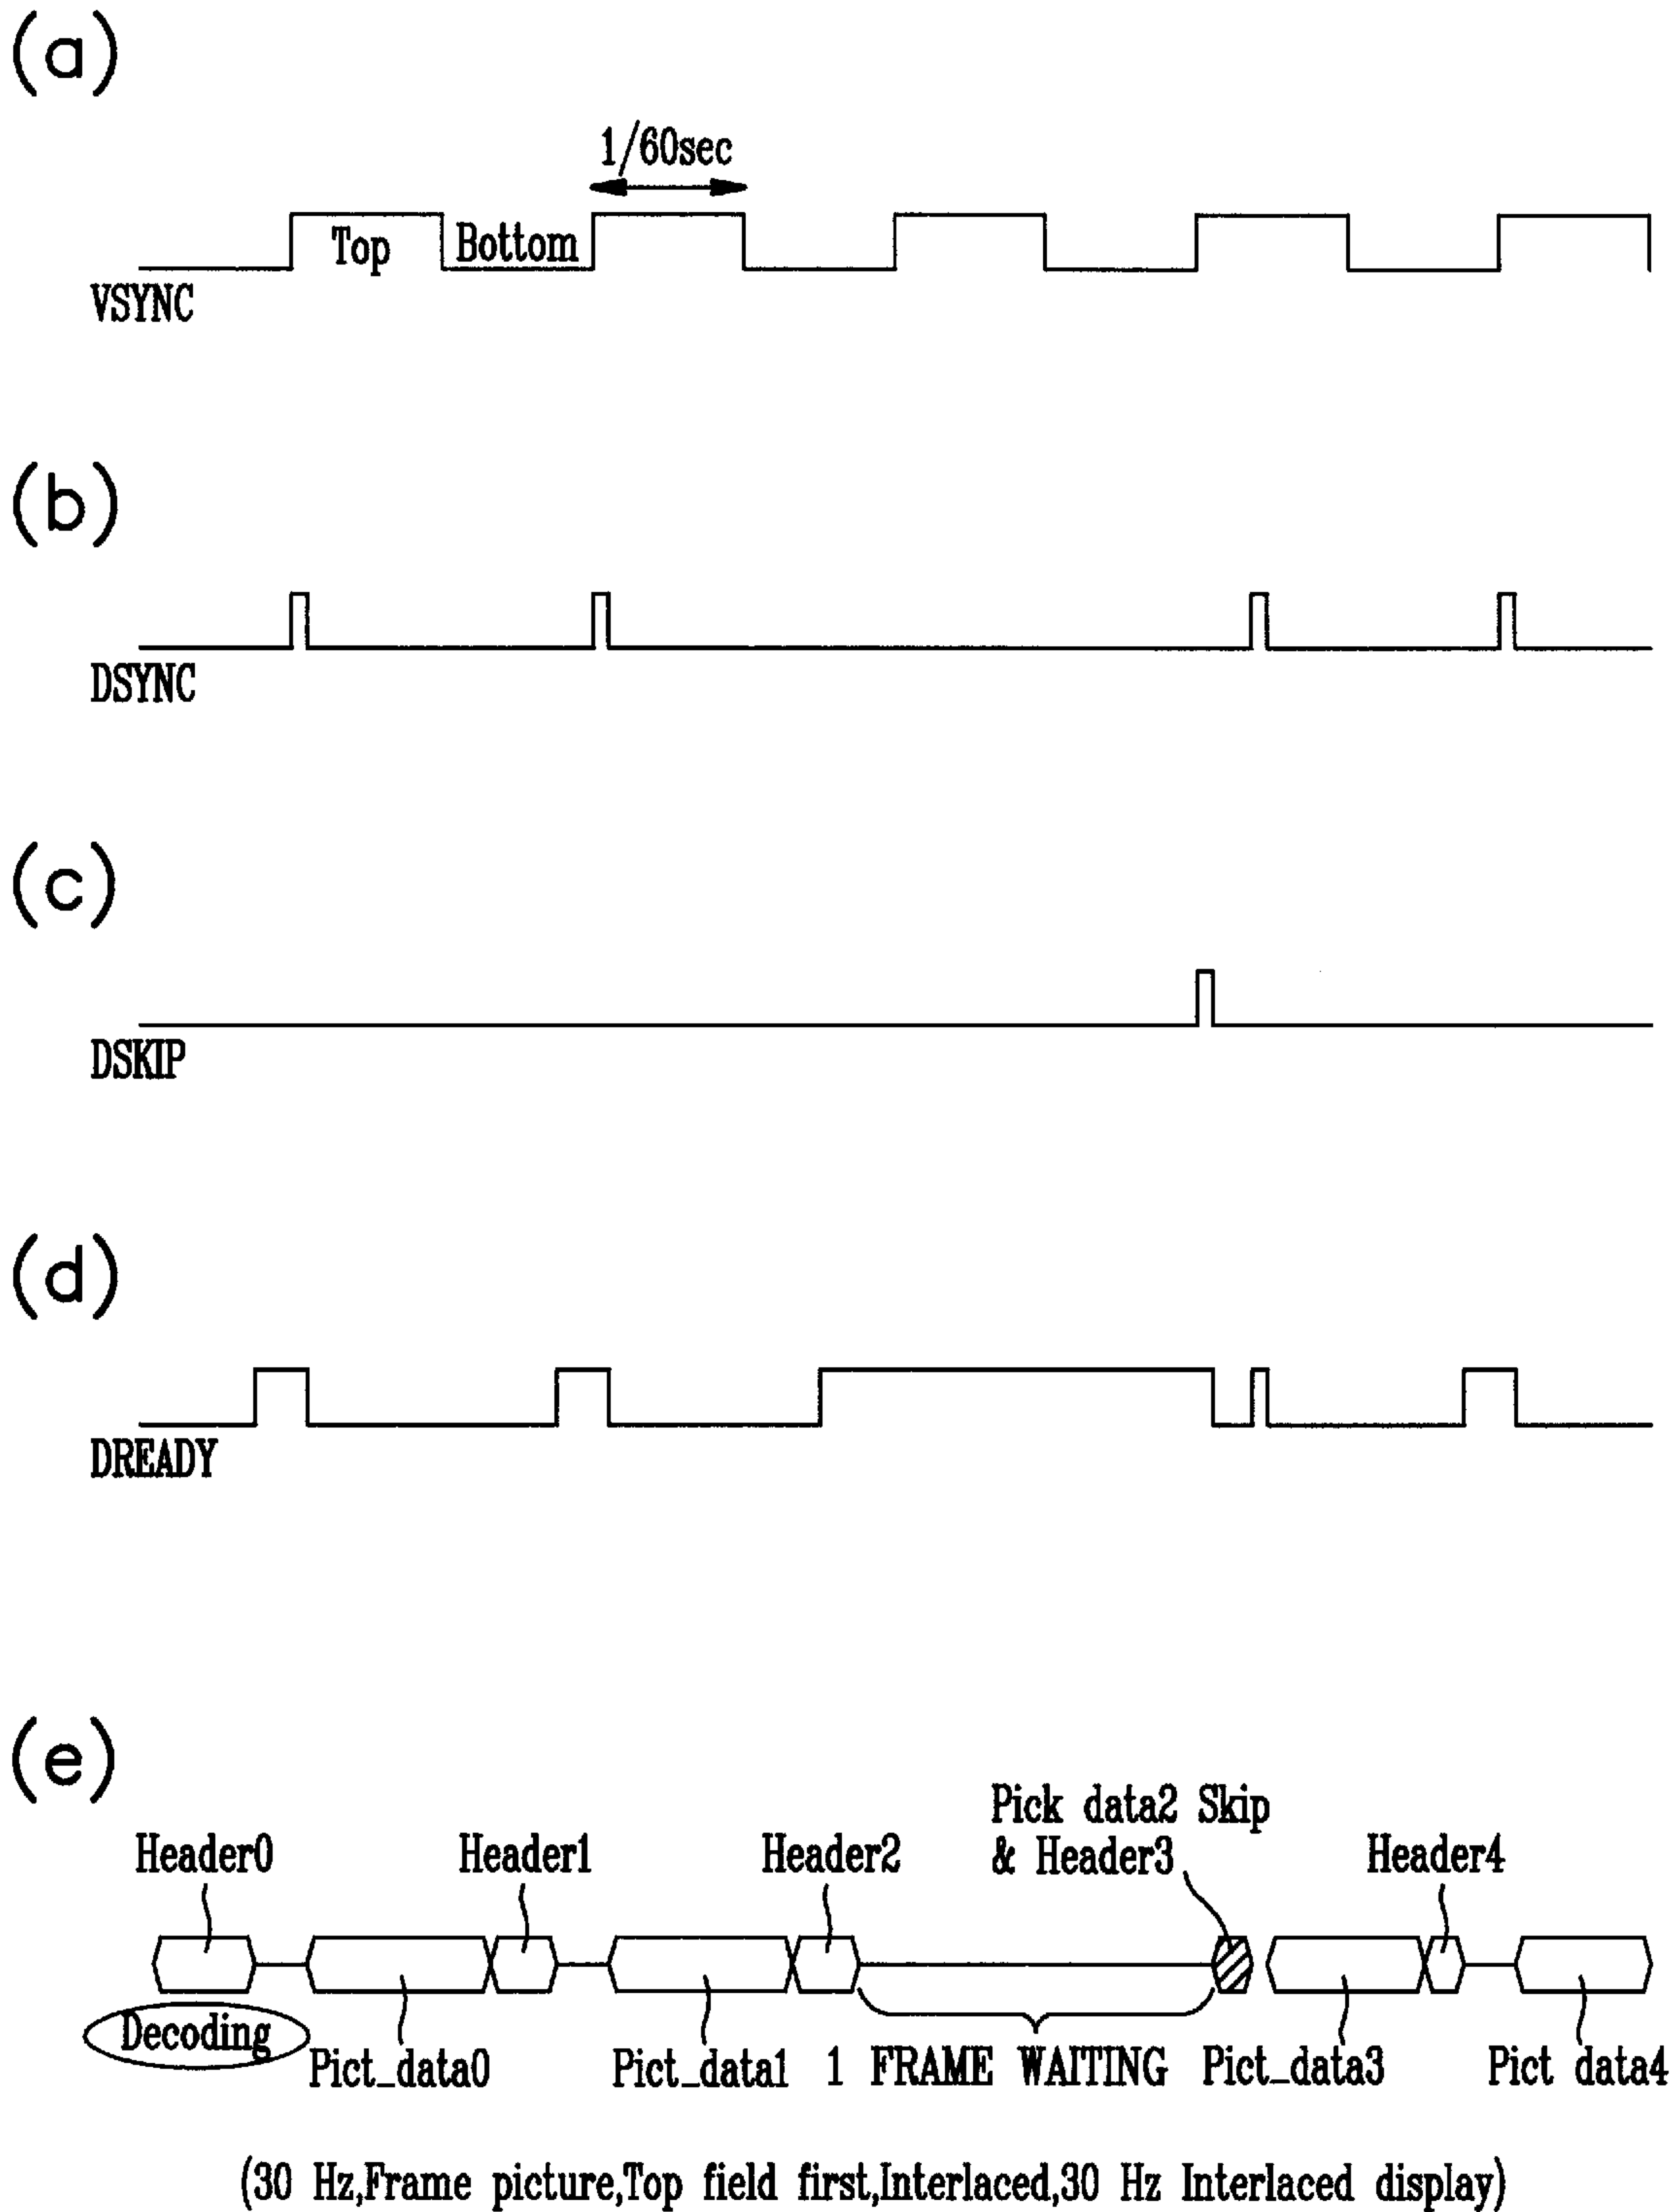 (a)
1/60sec
Top
Bottom
VSYNC
(b)
DSYNC
(c)
DSKIP
(d)
DREADY
(e)
Pick data2 Skip
& Header3
Header0
Header1
Header2
Header4
Decoding
Pict_data0
Pict_data1
1 FRAME WAITING
Pict_data3
Pict data4
(30 Hz,Frame picture,Top field first,Interlaced,30 Hz Interlaced display)